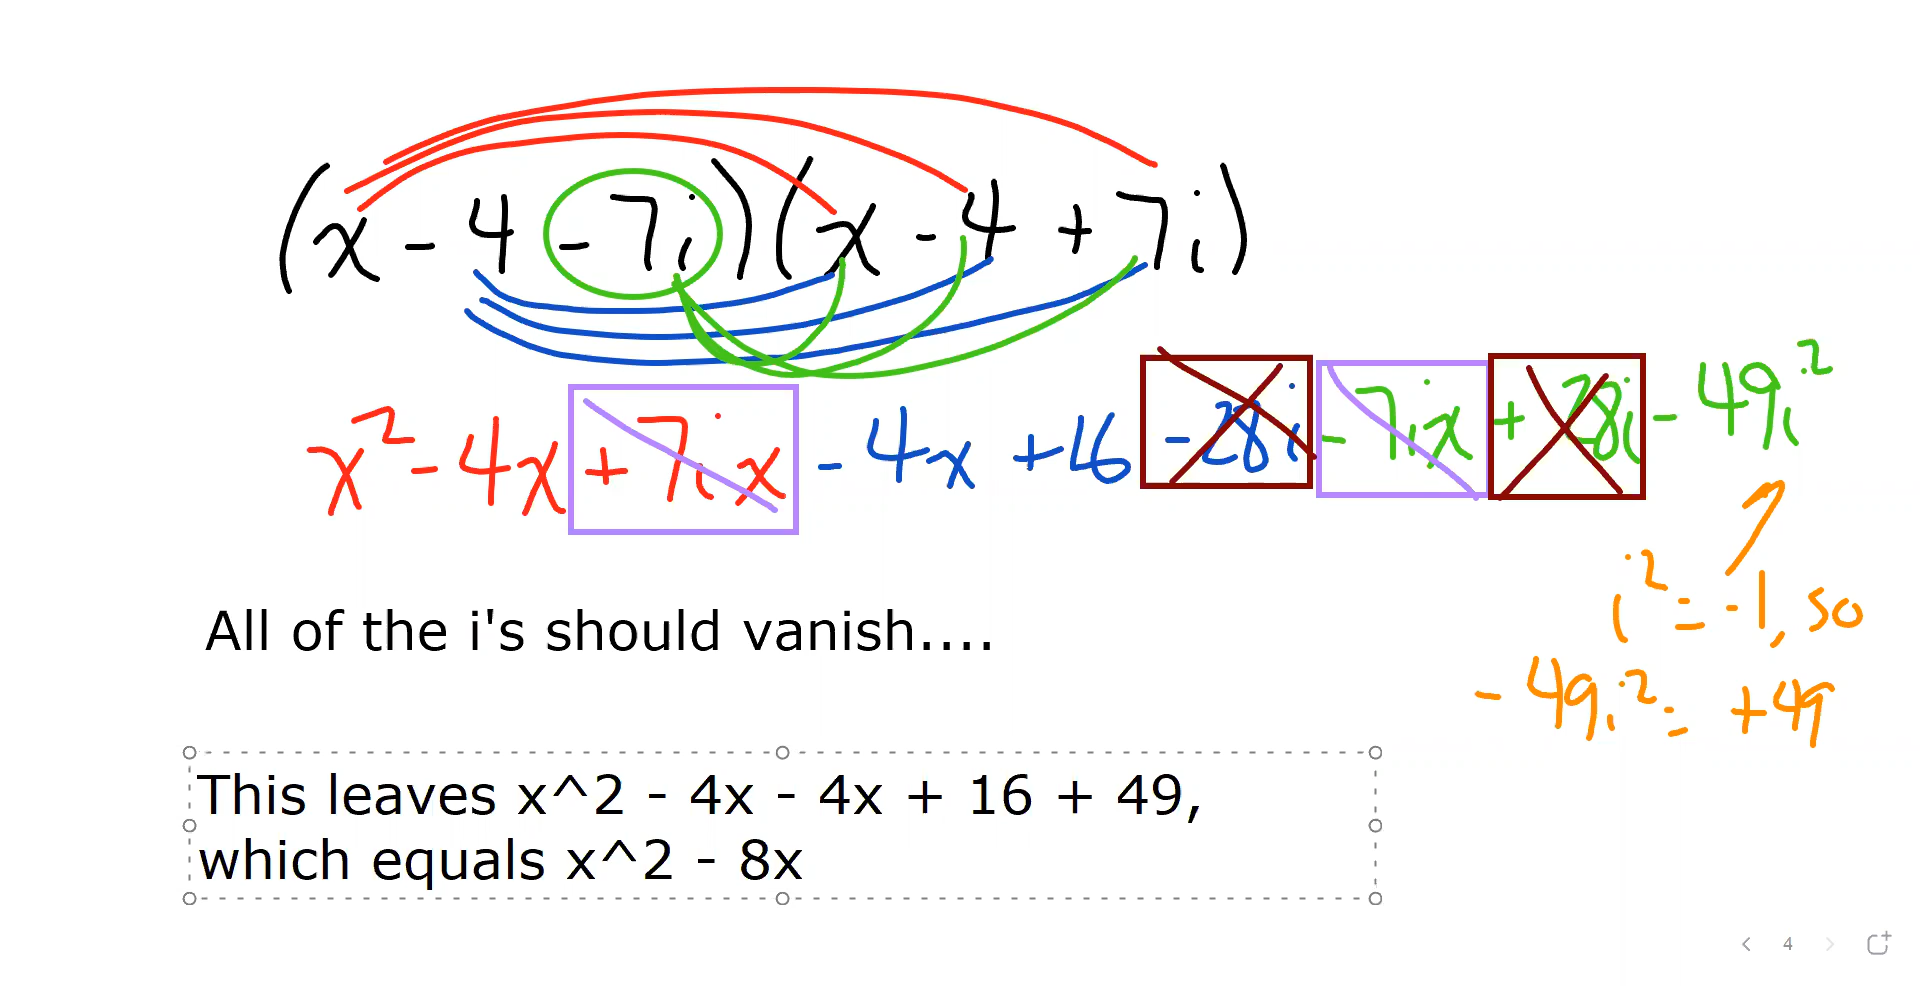 (x - 4 - 7i)(x - 4 + 7i)
x² - 4x + 7ix - 4x + 16 - 28i - 7ix + 28i - 49i²
i² = -1, so
- 49i² = +49
All of the i's should vanish....
This leaves x^2 - 4x - 4x + 16 + 49,
which equals x^2 - 8x
4